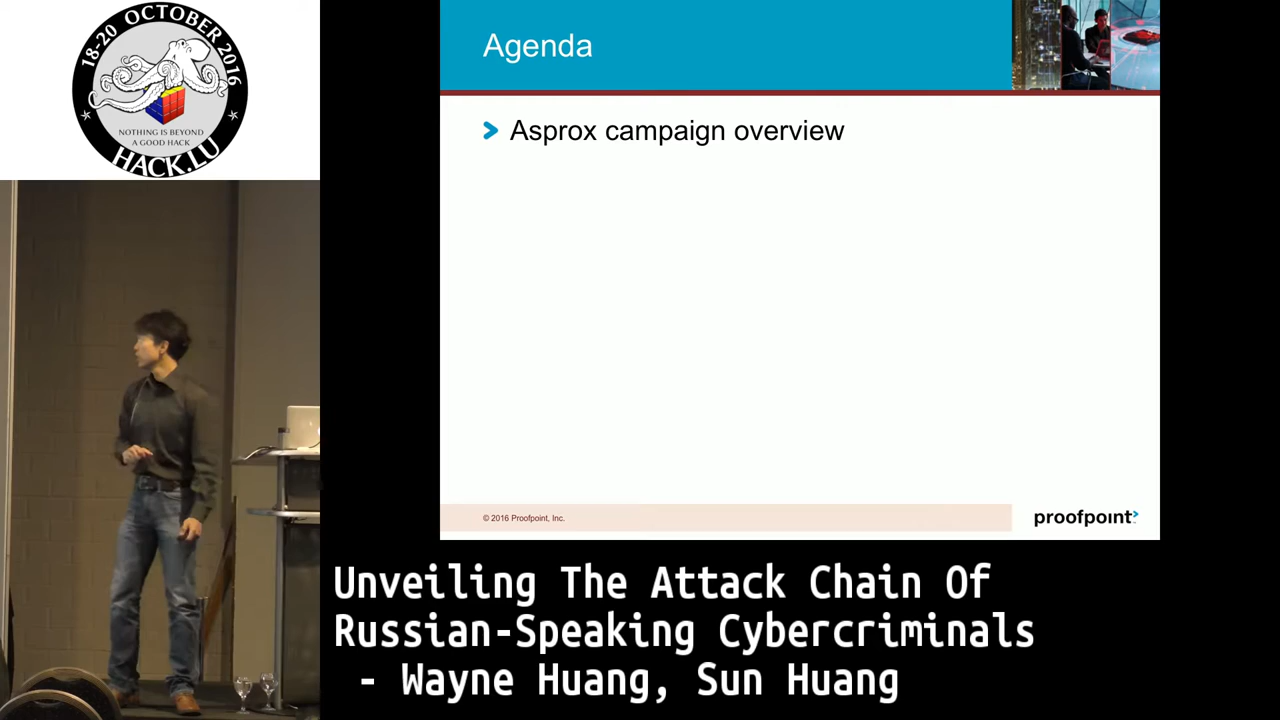 18-20 OCTOBER 2016
NOTHING IS BEYOND
A GOOD HACK
HACK.LU
Agenda
Asprox campaign overview
© 2016 Proofpoint, Inc.
proofpoint
Unveiling The Attack Chain Of
Russian-Speaking Cybercriminals
- Wayne Huang, Sun Huang